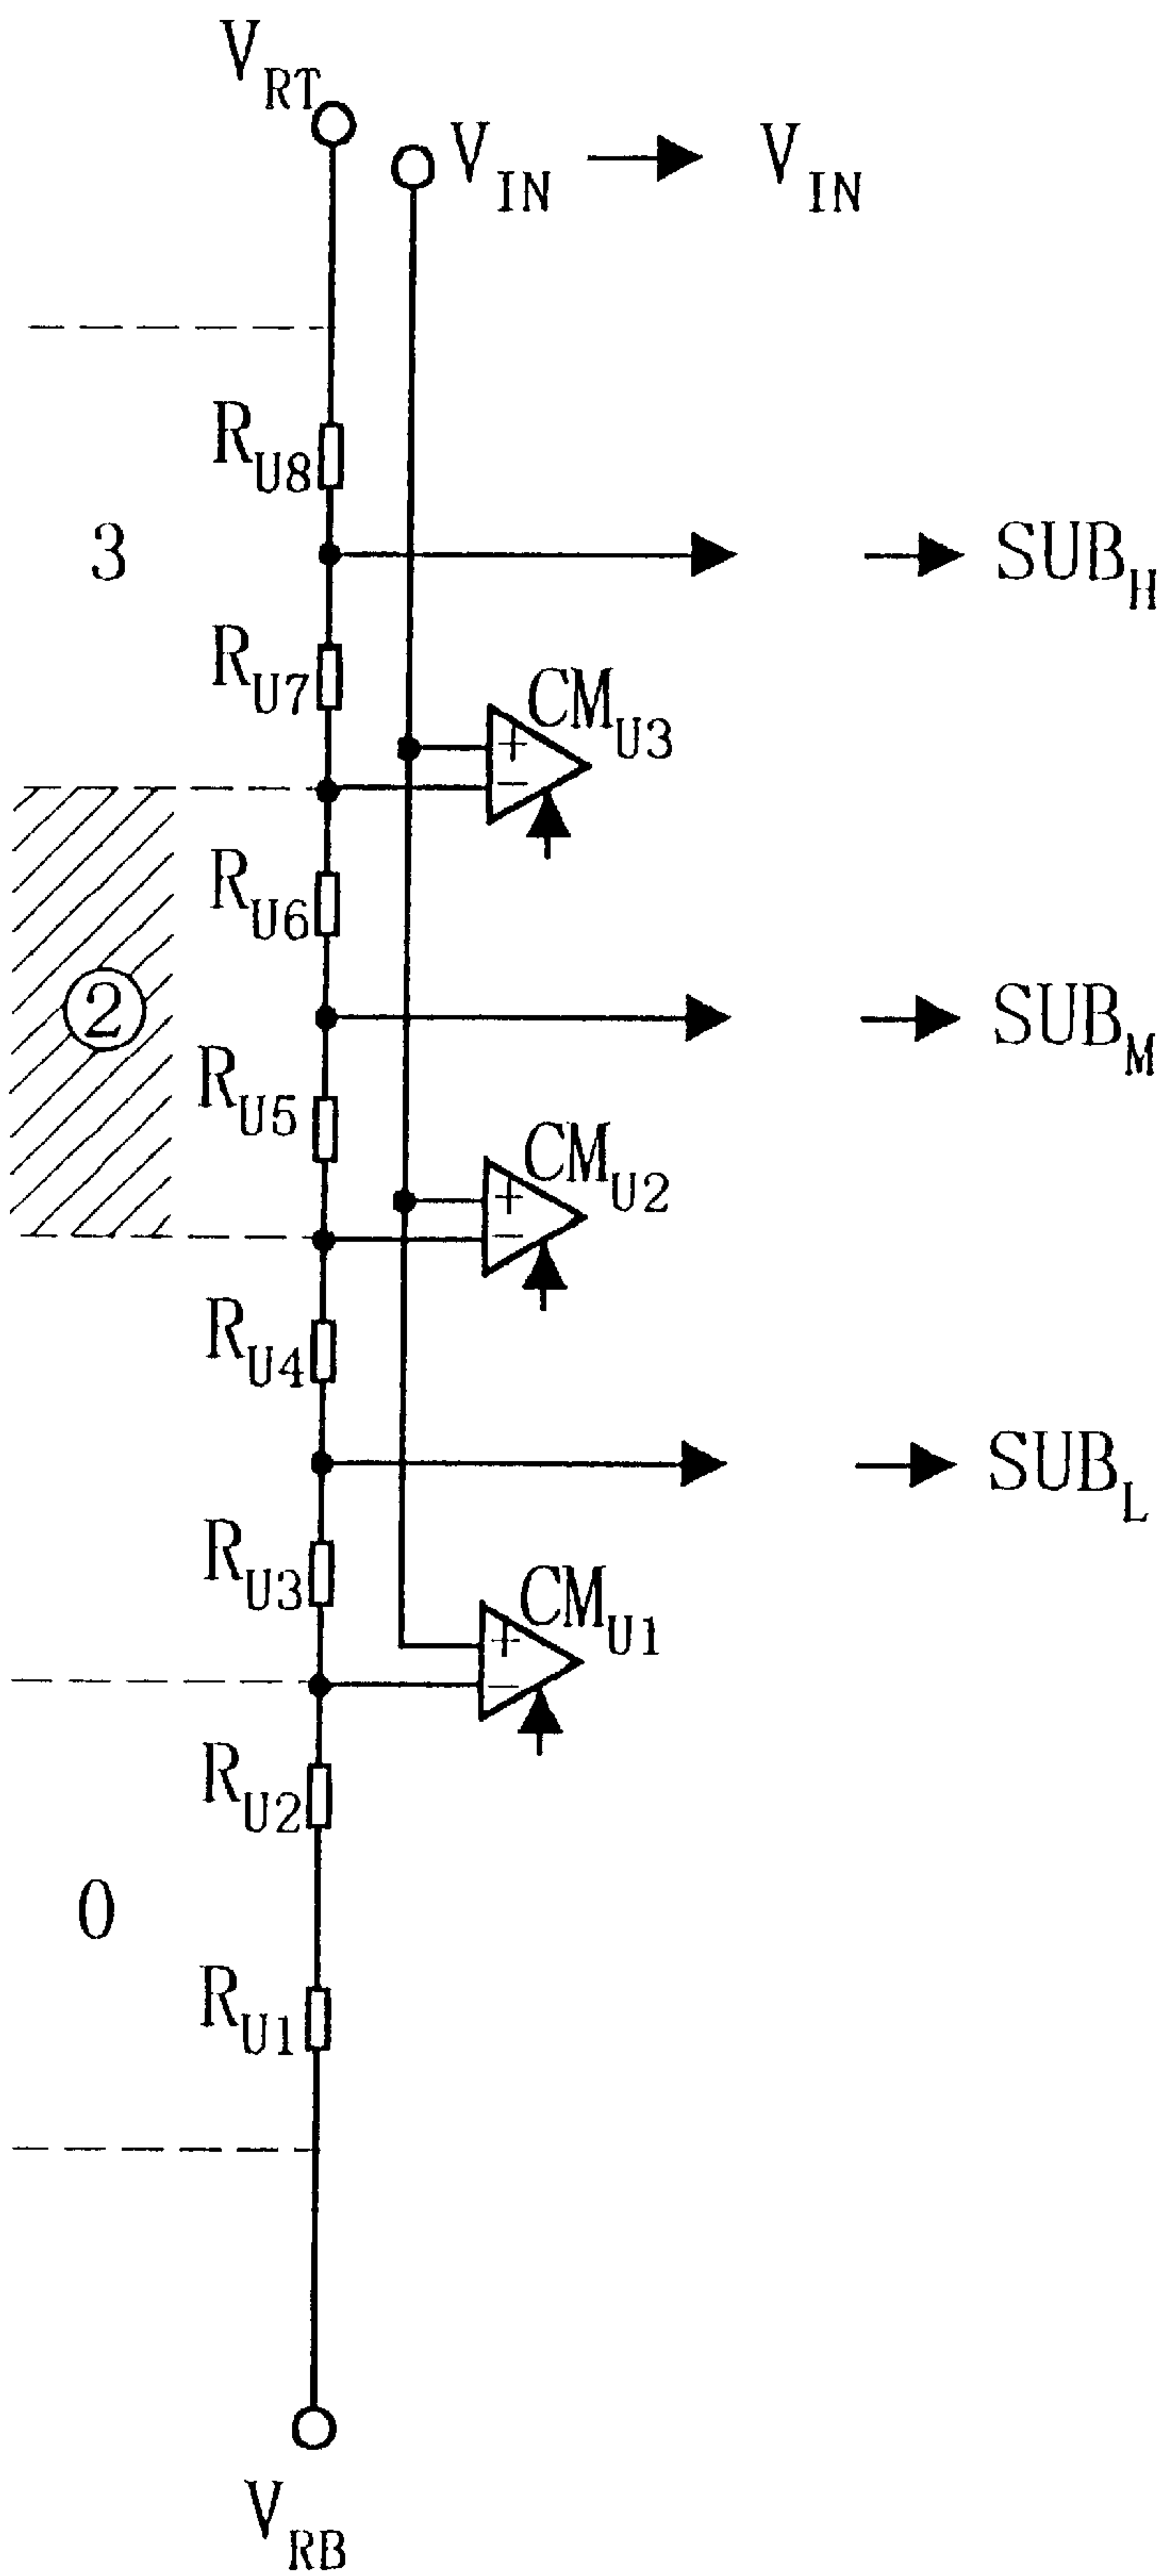 V_RT
V_IN → V_IN
R_U8
3
→ SUB_H
R_U7
CM_U3
+
−
R_U6
②
→ SUB_M
R_U5
CM_U2
+
−
R_U4
→ SUB_L
R_U3
CM_U1
+
−
R_U2
0
R_U1
V_RB